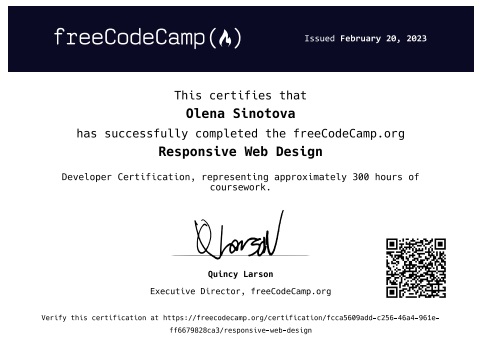 freeCodeCamp(🔥)
Issued February 20, 2023
This certifies that
Olena Sinotova
has successfully completed the freeCodeCamp.org
Responsive Web Design
Developer Certification, representing approximately 300 hours of
coursework.
QLarson
Quincy Larson
Executive Director, freeCodeCamp.org
Verify this certification at https://freecodecamp.org/certification/fcca5609add-c256-46a4-961e-
ff6679828ca3/responsive-web-design